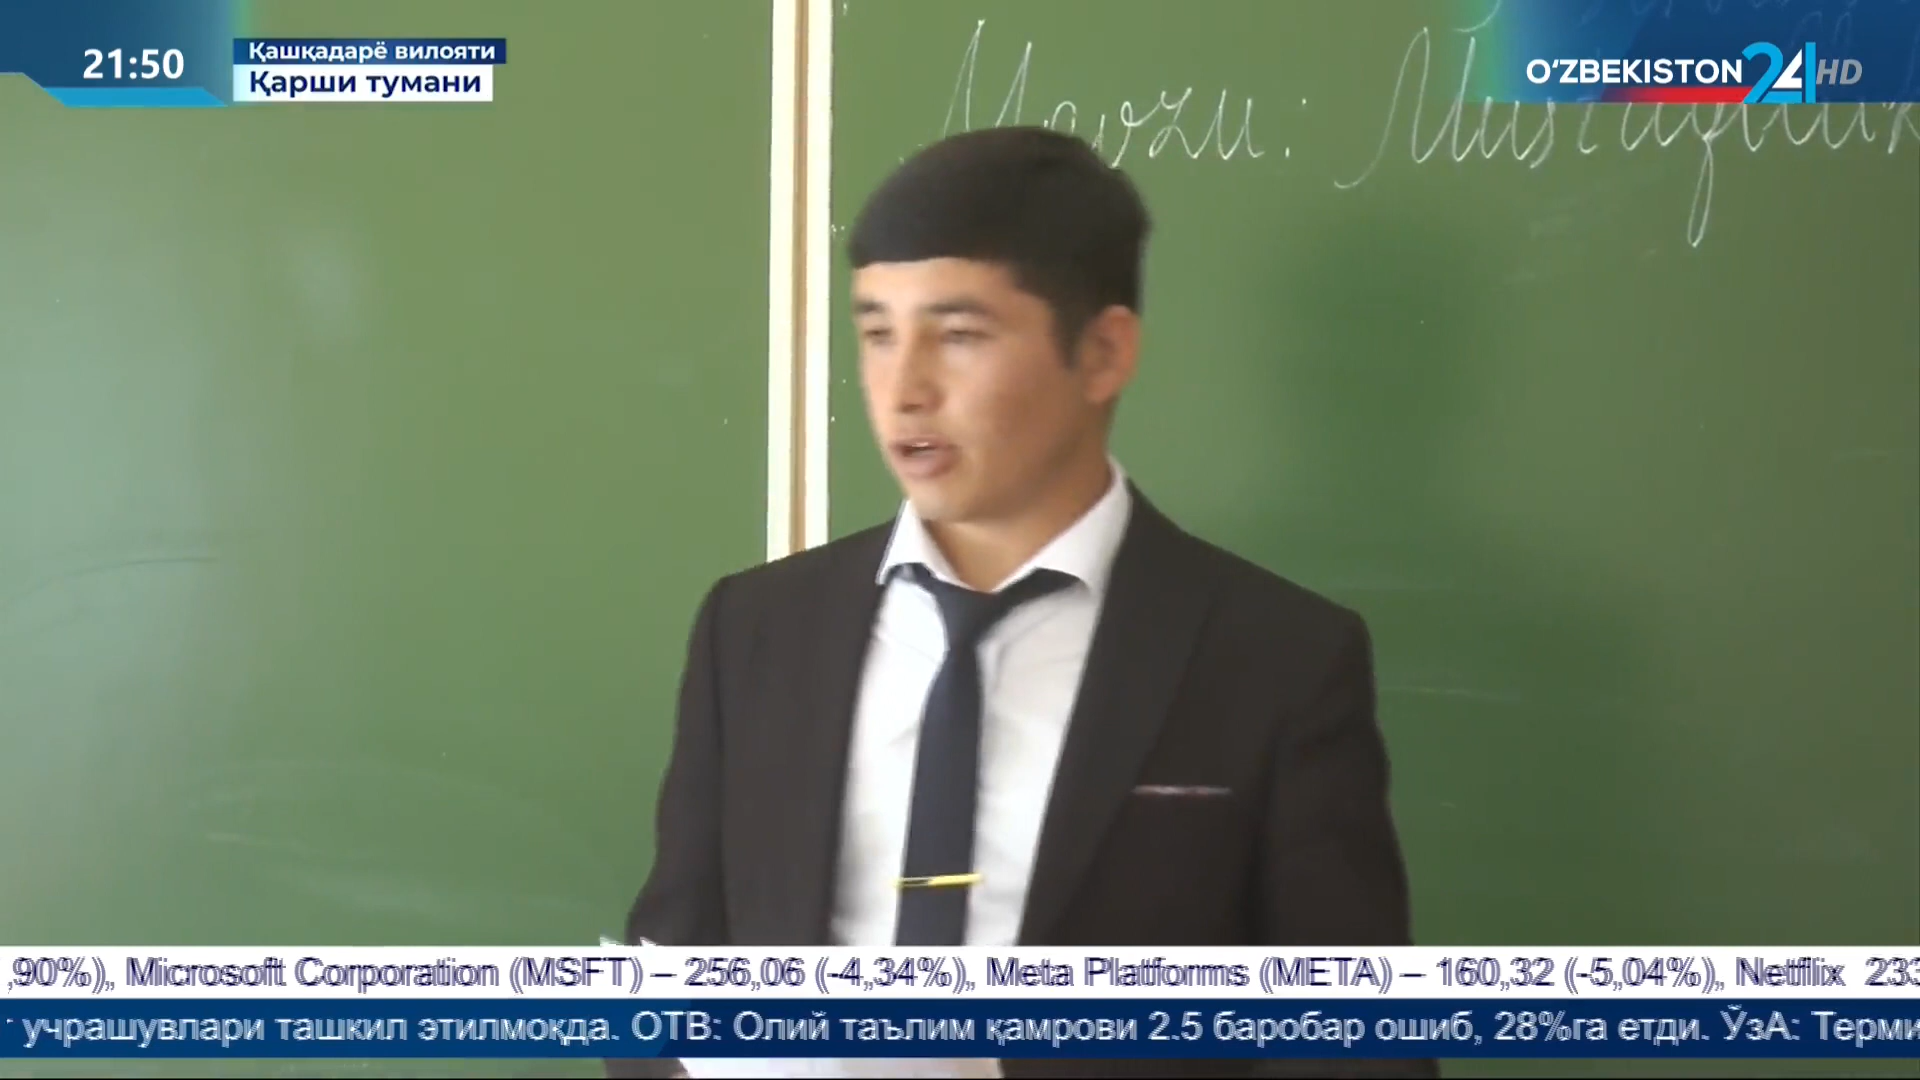 21:50
Қашқадарё вилояти
Қарши тумани
O‘ZBEKISTON 24 HD
Мавзу: Мустақиллик
,90%), Microsoft Corporation (MSFT) – 256,06 (-4,34%), Meta Platforms (META) – 160,32 (-5,04%), Netflix 233
учрашувлари ташкил этилмоқда. ОТВ: Олий таълим қамрови 2.5 баробар ошиб, 28%га етди. ЎзА: Терми